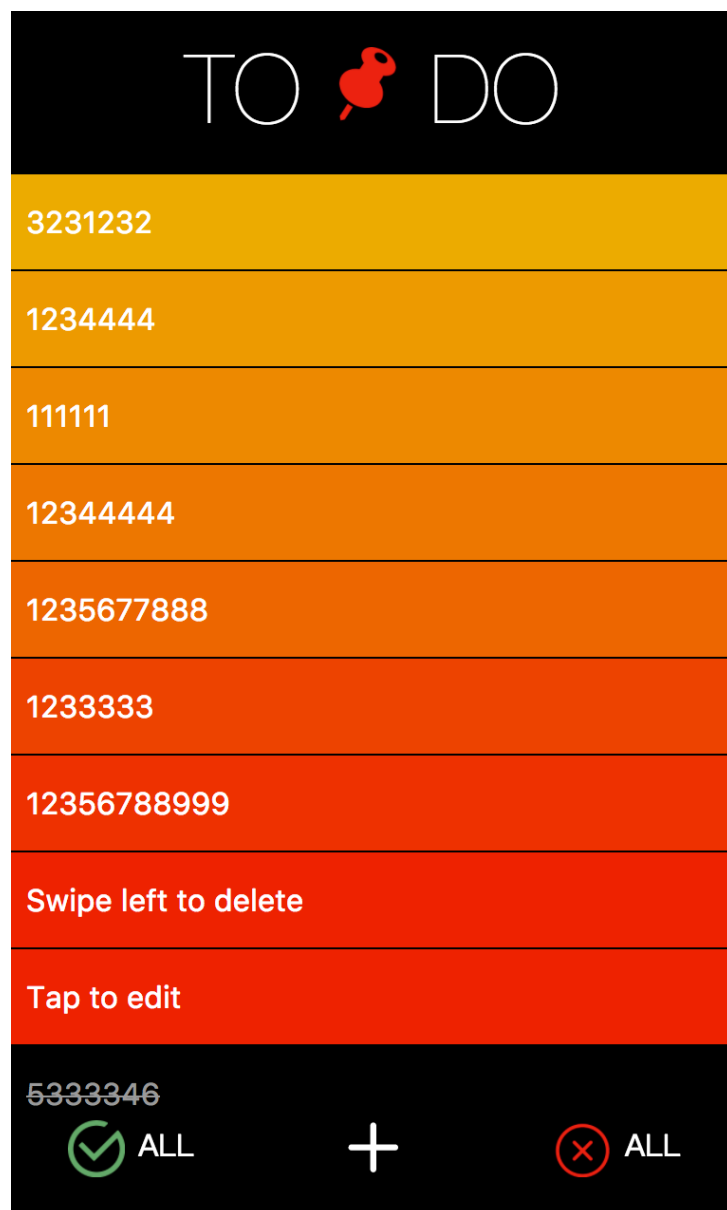 TO DO
3231232
1234444
111111
12344444
1235677888
1233333
12356788999
Swipe left to delete
Tap to edit
5333346
ALL ALL